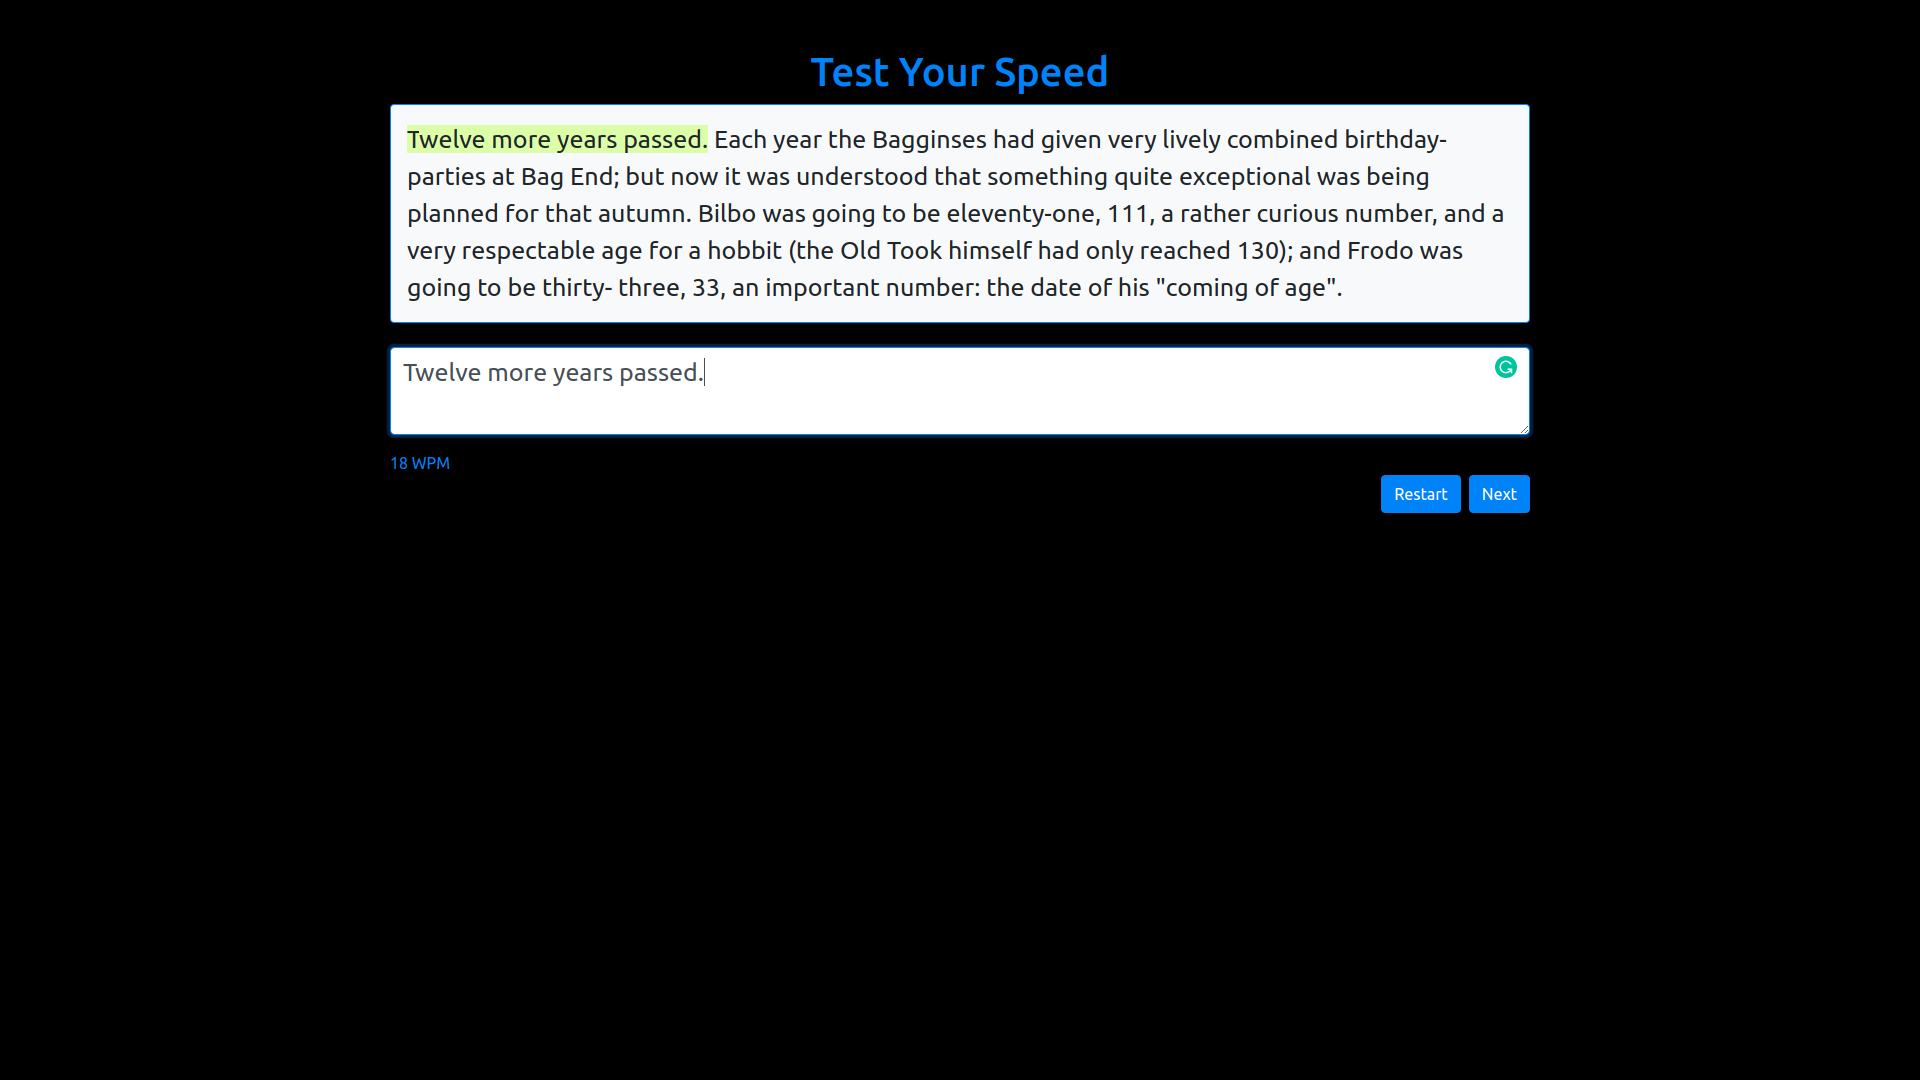 Test Your Speed
Twelve more years passed. Each year the Bagginses had given very lively combined birthday-
parties at Bag End; but now it was understood that something quite exceptional was being
planned for that autumn. Bilbo was going to be eleventy-one, 111, a rather curious number, and a
very respectable age for a hobbit (the Old Took himself had only reached 130); and Frodo was
going to be thirty- three, 33, an important number: the date of his "coming of age".
Twelve more years passed.
18 WPM
Restart Next